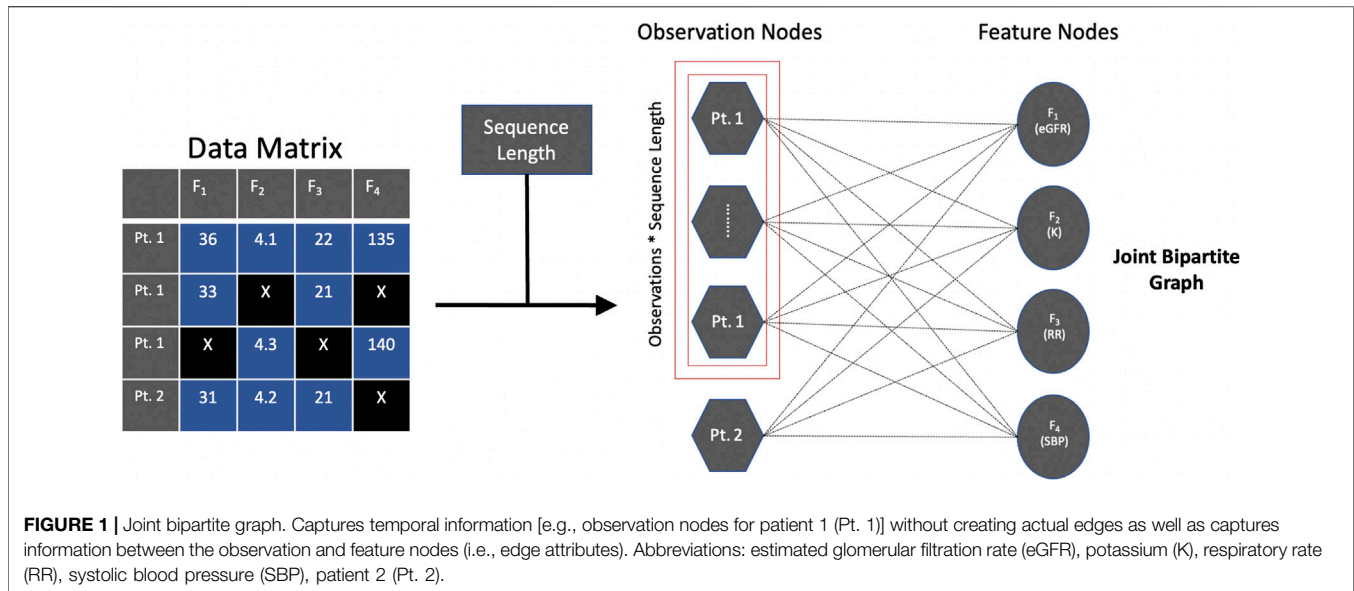 Observation Nodes
Feature Nodes
Data Matrix
F1 F2 F3 F4
Pt. 1 36 4.1 22 135
Pt. 1 33 X 21 X
Pt. 1 X 4.3 X 140
Pt. 2 31 4.2 21 X
Sequence
Length
Observations * Sequence Length
Pt. 1
........
Pt. 1
Pt. 2
F1
(eGFR)
F2
(K)
F3
(RR)
F4
(SBP)
Joint Bipartite
Graph
FIGURE 1 | Joint bipartite graph. Captures temporal information [e.g., observation nodes for patient 1 (Pt. 1)] without creating actual edges as well as captures
information between the observation and feature nodes (i.e., edge attributes). Abbreviations: estimated glomerular filtration rate (eGFR), potassium (K), respiratory rate
(RR), systolic blood pressure (SBP), patient 2 (Pt. 2).